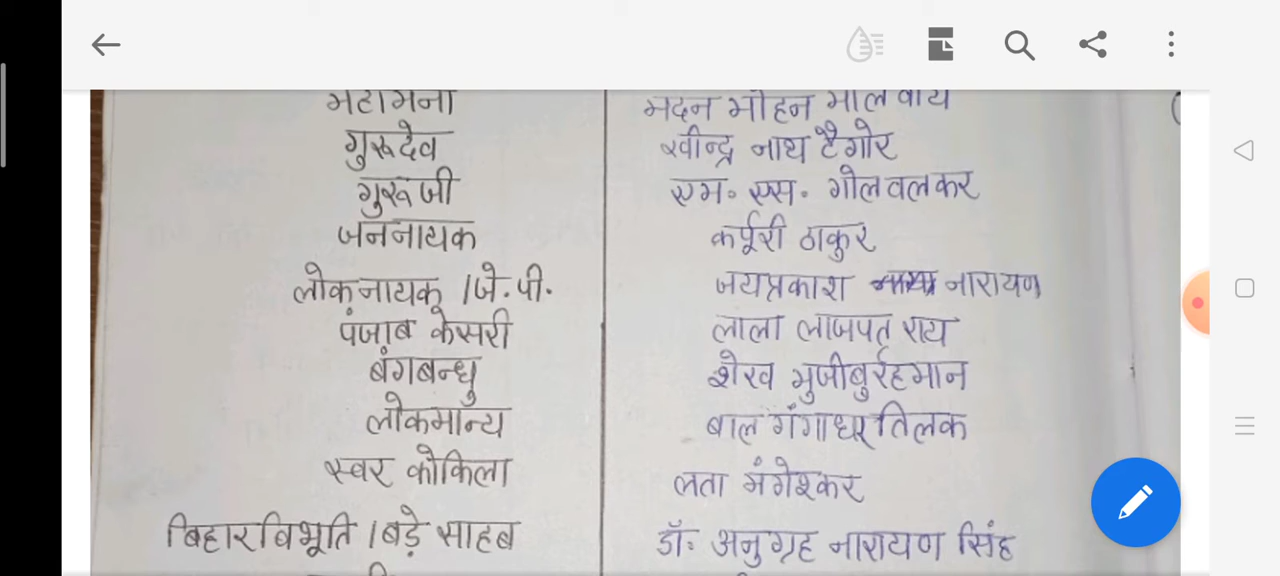 महामना मदन मोहन मालवीय
गुरूदेव रवीन्द्र नाथ टैगोर
गुरूजी एम. एस. गोलवलकर
जननायक कर्पूरी ठाकुर
लोकनायक /जे.पी. जयप्रकाश नारायण
पंजाब केसरी लाला लाजपत राय
बंगबन्धु शेख मुजीबुर्रहमान
लोकमान्य बाल गंगाधर तिलक
स्वर कोकिला लता मंगेश्कर
बिहार विभूति /बड़े साहब डॉ. अनुग्रह नारायण सिंह